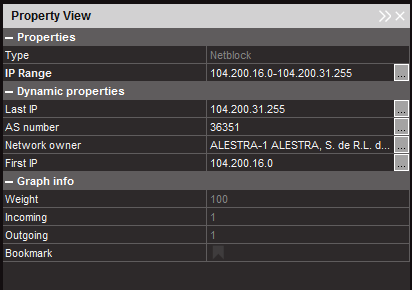 Property View
Properties
Type Netblock
IP Range 104.200.16.0-104.200.31.255 ...
Dynamic properties
Last IP 104.200.31.255 ...
AS number 36351 ...
Network owner ALESTRA-1 ALESTRA, S. de R.L. d... ...
First IP 104.200.16.0 ...
Graph info
Weight 100
Incoming 1
Outgoing 1
Bookmark